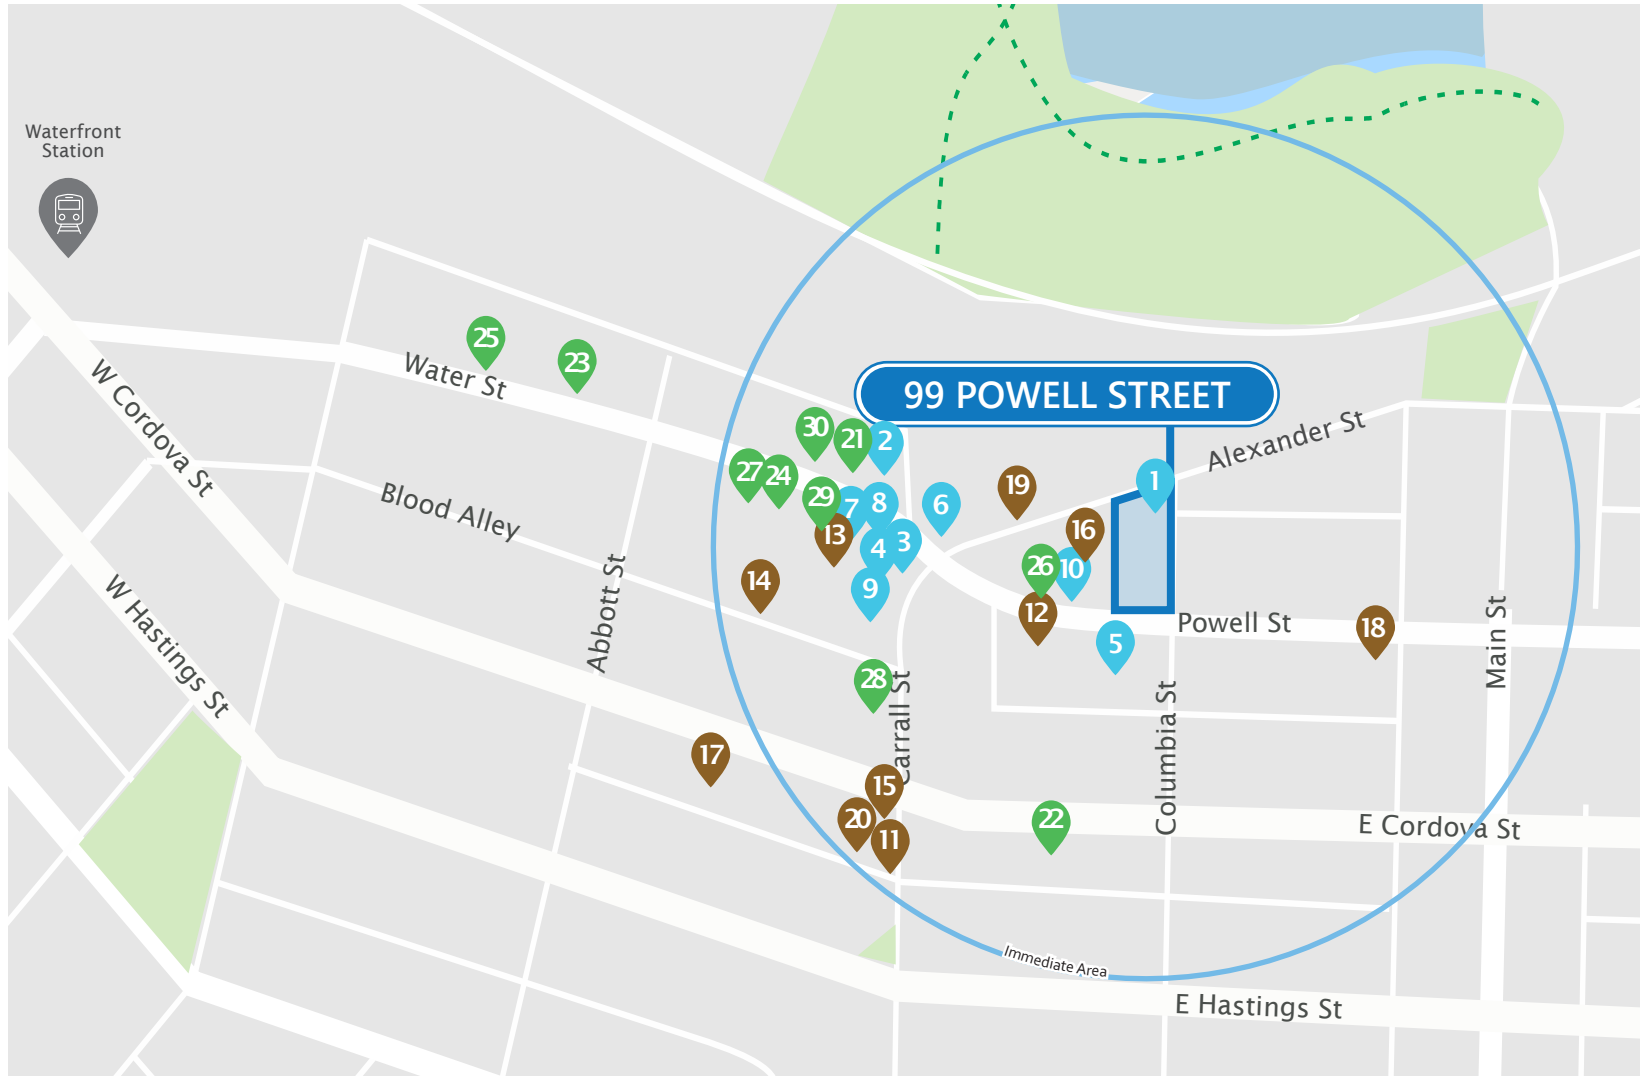 Waterfront
Station
25
23
Water St
W Cordova St
99 POWELL STREET
Alexander St
30
21
2
27
24
29
7
8
6
19
1
Blood Alley
13
4
3
16
14
9
26
10
12
W Hastings St
Abbott St
5
Powell St
18
Main St
28
Carrall St
Columbia St
17
15
20
11
22
E Cordova St
Immediate Area
E Hastings St